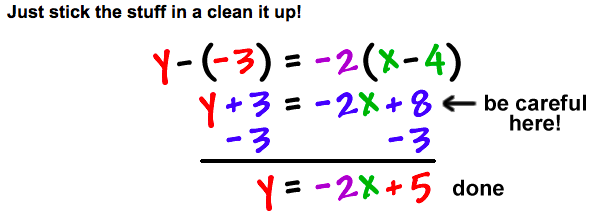 Just stick the stuff in a clean it up!
y-(-3) = -2(x-4)
y+3 = -2x+8 ← be careful here!
-3 -3
y = -2x+5 done